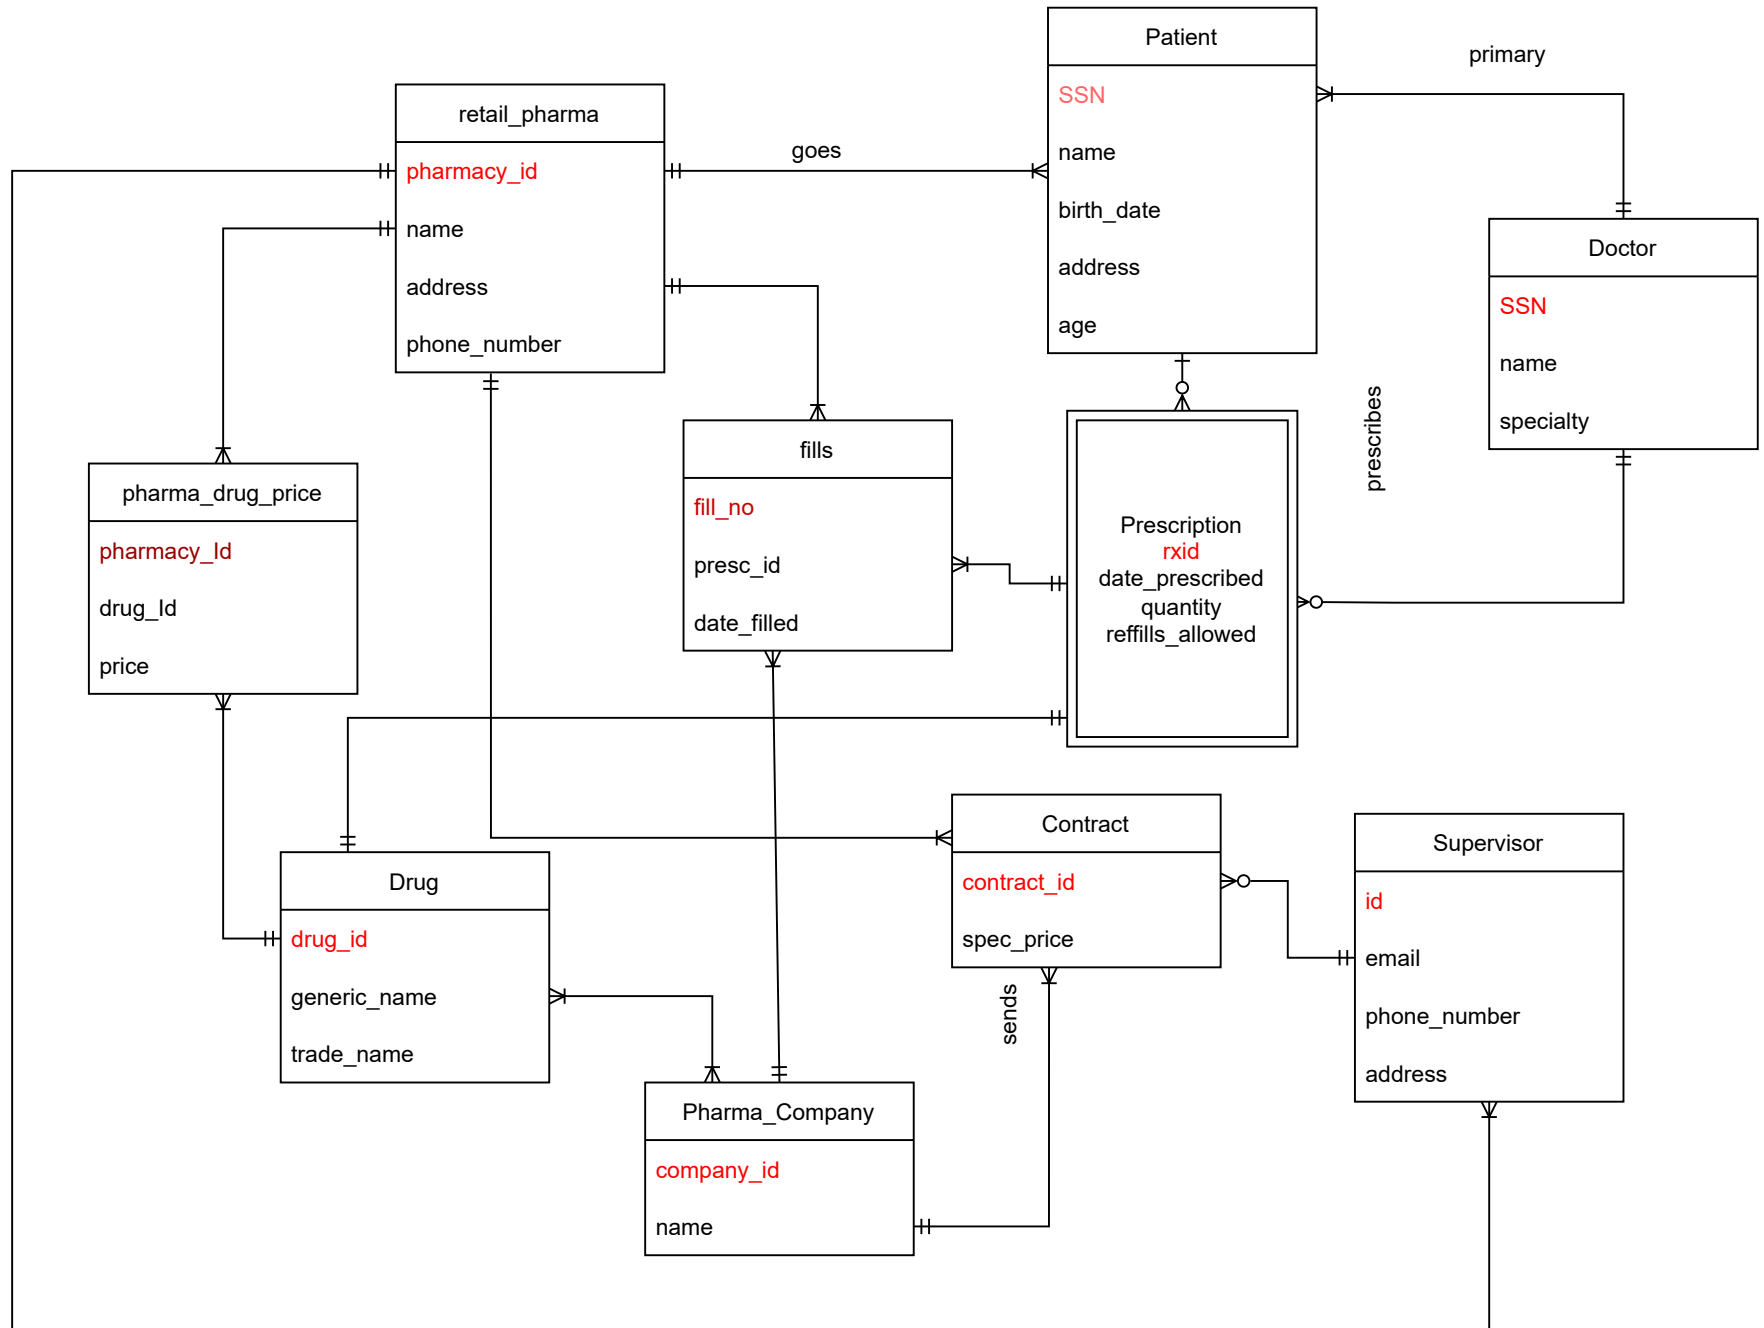 Patient
SSN
name
birth_date
address
age
primary
retail_pharma
pharmacy_id
name
address
phone_number
goes
Doctor
SSN
name
specialty
prescribes
fills
fill_no
presc_id
date_filled
Prescription
rxid
date_prescribed
quantity
reffills_allowed
pharma_drug_price
pharmacy_Id
drug_Id
price
Contract
contract_id
spec_price
Supervisor
id
email
phone_number
address
Drug
drug_id
generic_name
trade_name
sends
Pharma_Company
company_id
name